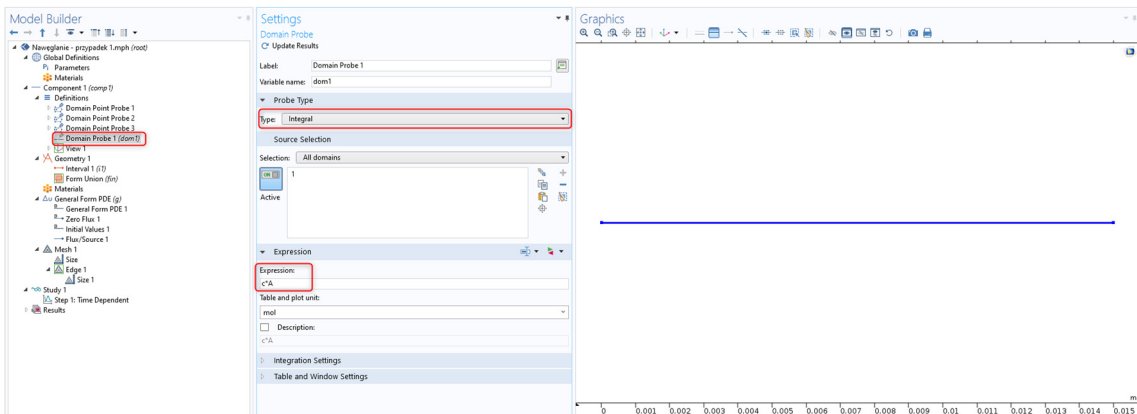 Model Builder
Naweglanie - przypadek 1.mph (root)
Global Definitions
Pi Parameters
Materials
Component 1 (comp1)
Definitions
Domain Point Probe 1
Domain Point Probe 2
Domain Point Probe 3
Domain Probe 1 (dom1)
View 1
Geometry 1
Interval 1 (i1)
Form Union (fin)
Materials
Δu General Form PDE (g)
General Form PDE 1
Zero Flux 1
Initial Values 1
Flux/Source 1
Mesh 1
Size
Edge 1
Size 1
Study 1
Step 1: Time Dependent
Results
Settings
Domain Probe
Update Results
Label: Domain Probe 1
Variable name: dom1
Probe Type
Type: Integral
Source Selection
Selection: All domains
1
Active
Expression
Expression:
c*A
Table and plot unit:
mol
Description:
c*A
Integration Settings
Table and Window Settings
Graphics
m
0 0.001 0.002 0.003 0.004 0.005 0.006 0.007 0.008 0.009 0.01 0.011 0.012 0.013 0.014 0.015